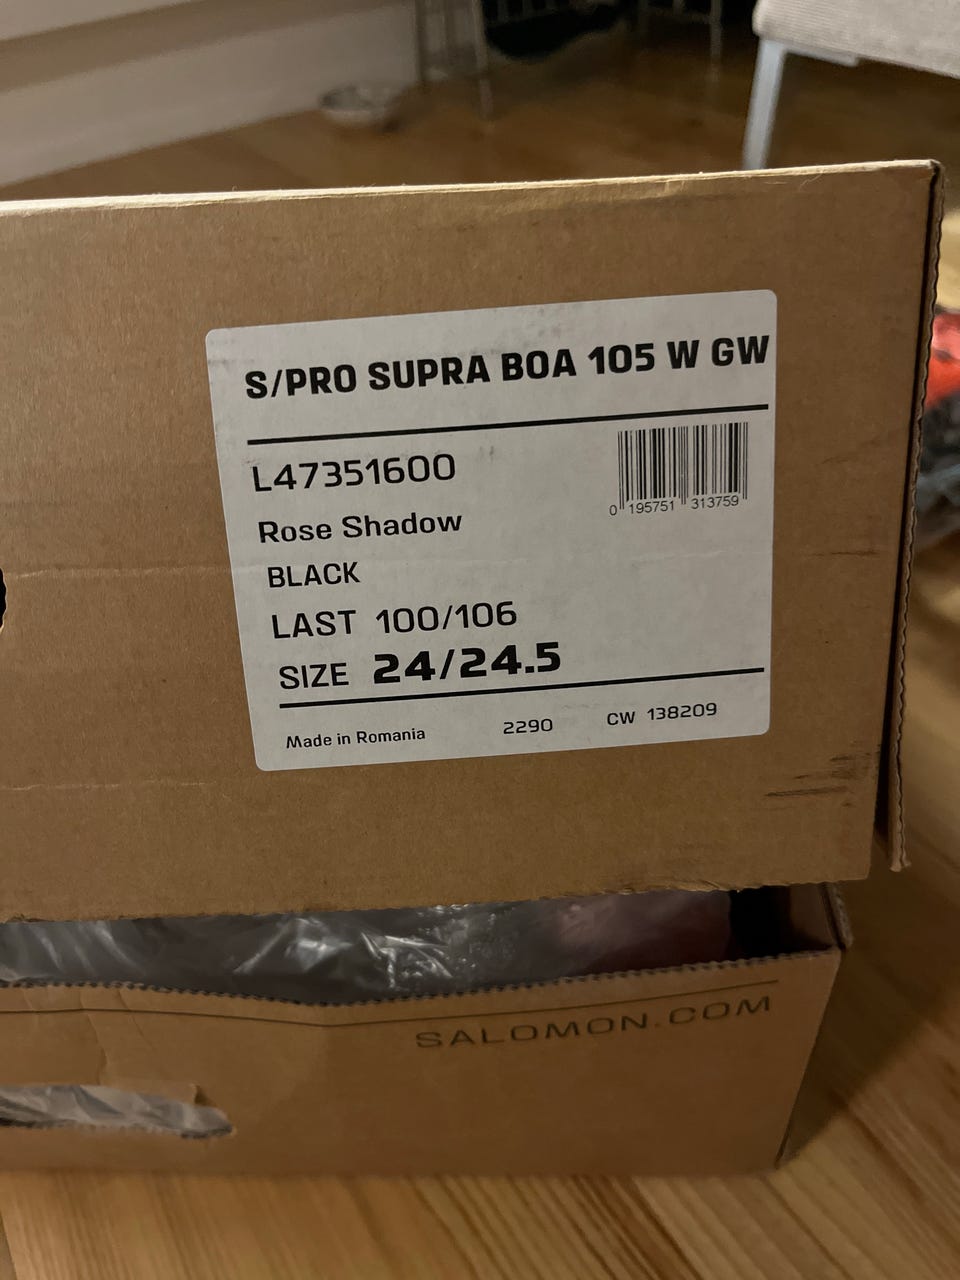 S/PRO SUPRA BOA 105 W GW
L47351600
0 195751 313759
Rose Shadow
BLACK
LAST 100/106
SIZE 24/24.5
Made in Romania 2290 CW 138209
SALOMON.COM